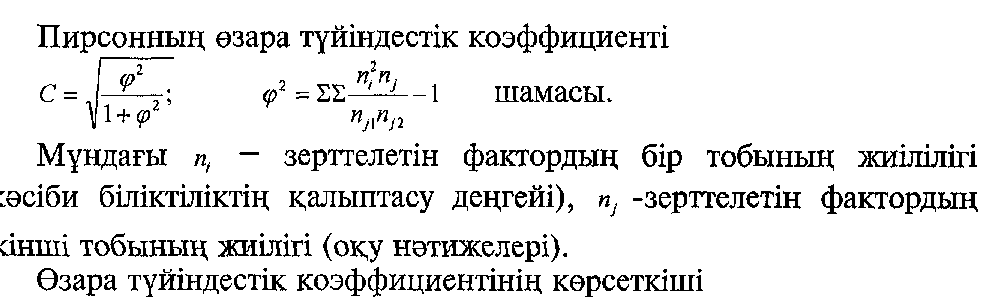 Пирсонның өзара түйіндестік коэффициенті
C = √(φ² / (1 + φ²)); φ² = ΣΣ (n_i² n_j) / (n_j1 n_j2) − 1 шамасы.
Мұндағы n_i − зерттелетін фактордың бір тобының жиілілігі
кәсіби біліктіліктің қалыптасу деңгейі), n_j -зерттелетін фактордың
кінші тобының жиілігі (оқу нәтижелері).
Өзара түйіндестік коэффициентінің көрсеткіші